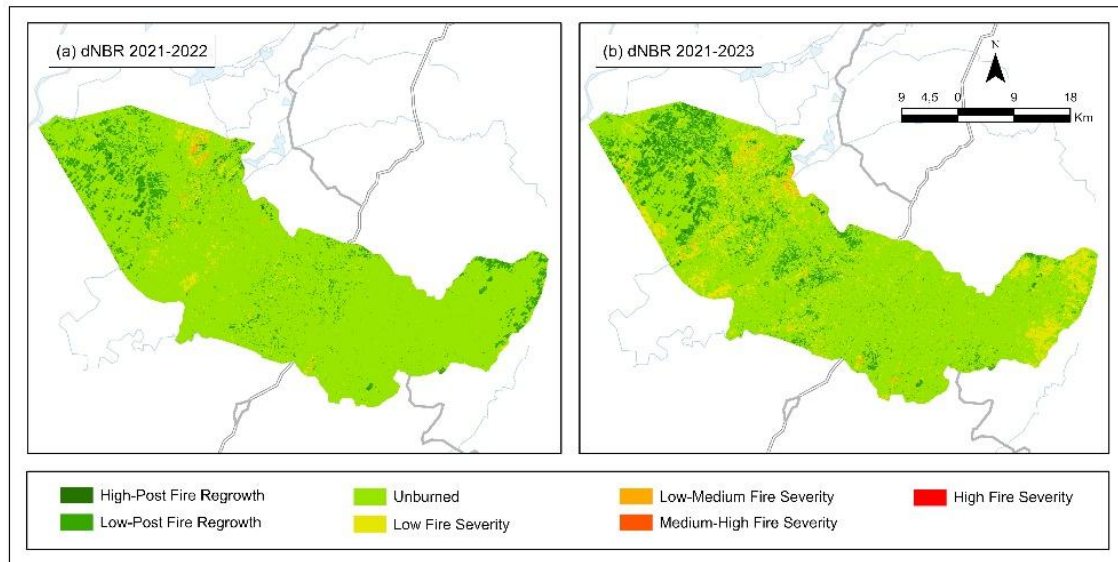 (a) dNBR 2021-2022
(b) dNBR 2021-2023
N
9 4,5 0 9 18
Km
High-Post Fire Regrowth
Low-Post Fire Regrowth
Unburned
Low Fire Severity
Low-Medium Fire Severity
Medium-High Fire Severity
High Fire Severity